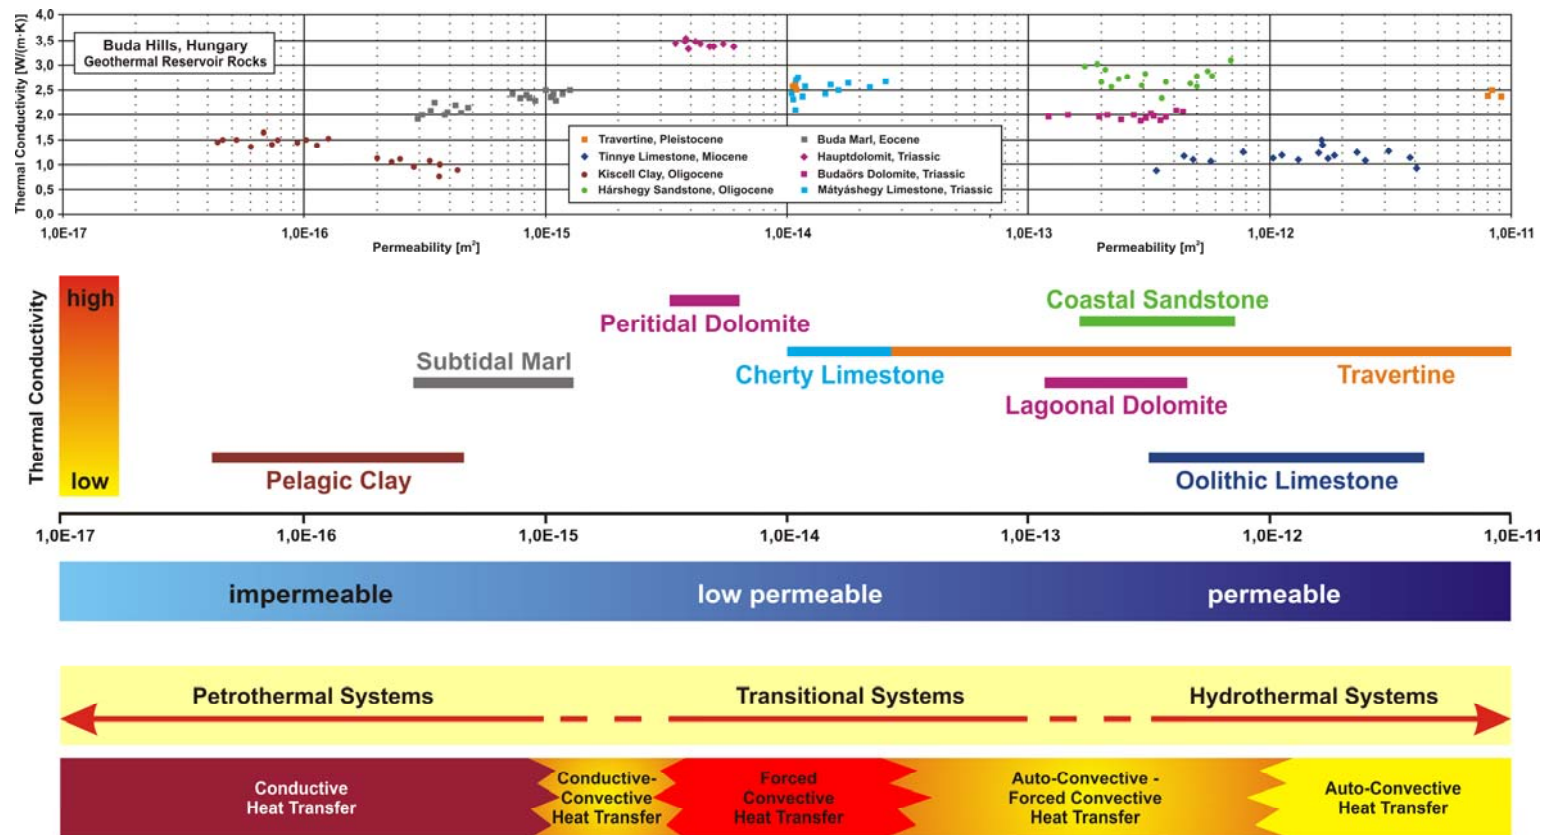 Thermal Conductivity [W/(m·K)]
4,0
3,5
3,0
2,5
2,0
1,5
1,0
0,5
0,0
Buda Hills, Hungary
Geothermal Reservoir Rocks
Travertine, Pleistocene
Tinnye Limestone, Miocene
Kiscell Clay, Oligocene
Hárshegy Sandstone, Oligocene
Buda Marl, Eocene
Hauptdolomit, Triassic
Budaörs Dolomite, Triassic
Mátyáshegy Limestone, Triassic
1,0E-17 1,0E-16 1,0E-15 1,0E-14 1,0E-13 1,0E-12 1,0E-11
Permeability [m²] Permeability [m²]
Thermal Conductivity
high
low
Coastal Sandstone
Peritidal Dolomite
Subtidal Marl
Cherty Limestone
Travertine
Lagoonal Dolomite
Pelagic Clay
Oolithic Limestone
1,0E-17 1,0E-16 1,0E-15 1,0E-14 1,0E-13 1,0E-12 1,0E-11
impermeable low permeable permeable
Petrothermal Systems Transitional Systems Hydrothermal Systems
Conductive
Heat Transfer
Conductive-
Convective
Heat Transfer
Forced
Convective
Heat Transfer
Auto-Convective -
Forced Convective
Heat Transfer
Auto-Convective
Heat Transfer